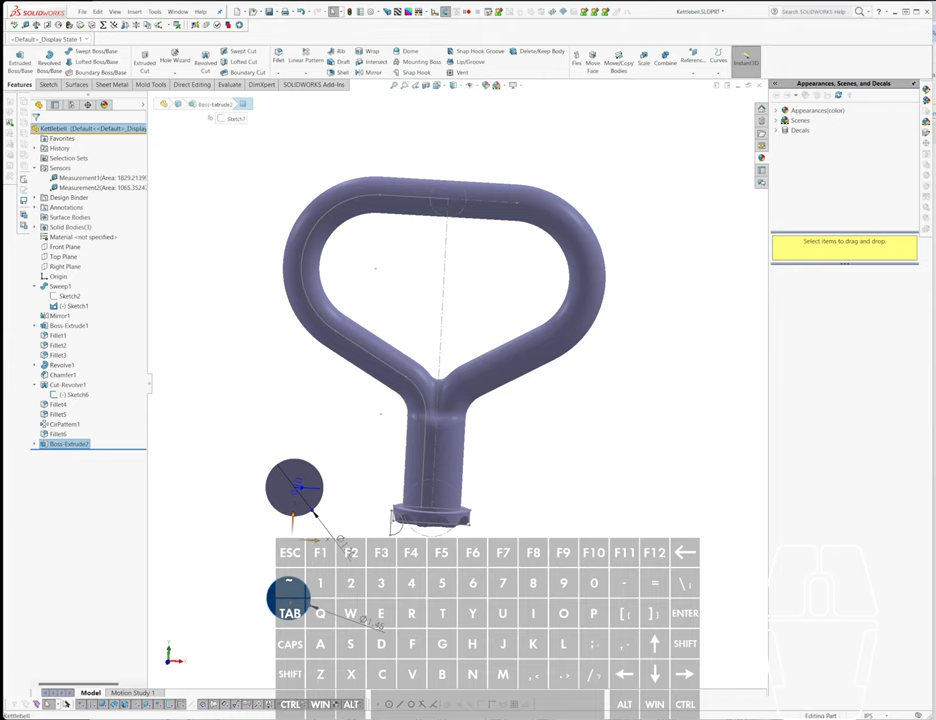 SOLIDWORKS File Edit View Insert Tools Window Help Kettlebell.SLDPRT * Search SOLIDWORKS Help
<Default>_Display State 1
Extruded Boss/Base Revolved Boss/Base Swept Boss/Base Lofted Boss/Base Boundary Boss/Base Extruded Cut Hole Wizard Revolved Cut Swept Cut Lofted Cut Boundary Cut Fillet Linear Pattern Rib Draft Shell Wrap Intersect Mirror Dome Mounting Boss Snap Hook Snap Hook Groove Lip/Groove Vent Delete/Keep Body Flex Move Face Move/Copy Bodies Scale Combine Referenc... Curves Instant3D
Features Sketch Sheet Metal Direct Editing Evaluate DimXpert SOLIDWORKS Add-Ins
Appearances, Scenes, and Decals
Boss-Extrude2
Sketch7
Kettlebell (Default<<Default>_Display
Favorites
History
Selection Sets
Sensors
Measurement1(Area: 1829.2139
Measurement2(Area: 1065.35247
Design Binder
Annotations
Surface Bodies
Solid Bodies(3)
Material <not specified>
Front Plane
Top Plane
Right Plane
Origin
Sweep1
Sketch2
(-) Sketch1
Mirror1
Boss-Extrude1
Fillet1
Fillet2
Fillet3
Revolve1
Chamfer1
Cut-Revolve1
(-) Sketch6
Fillet4
Fillet5
CirPattern1
Fillet6
Boss-Extrude2
Appearances(color)
Scenes
Decals
Select items to drag and drop.
Ø1.45
ESC F1 F2 F3 F4 F5 F6 F7 F8 F9 F10 F11 F12 ←
~ 1 2 3 4 5 6 7 8 9 0 - = \|
TAB Q W E R T Y U I O P [{ ]} ENTER
CAPS A S D F G H J K L ;: ↑ SHIFT
SHIFT Z X C V B N M ,< .> /? ← ↓ →
CTRL WIN ALT ALT WIN CTRL
Y
X
Model Motion Study 1
Kettlebell Editing Part IPS